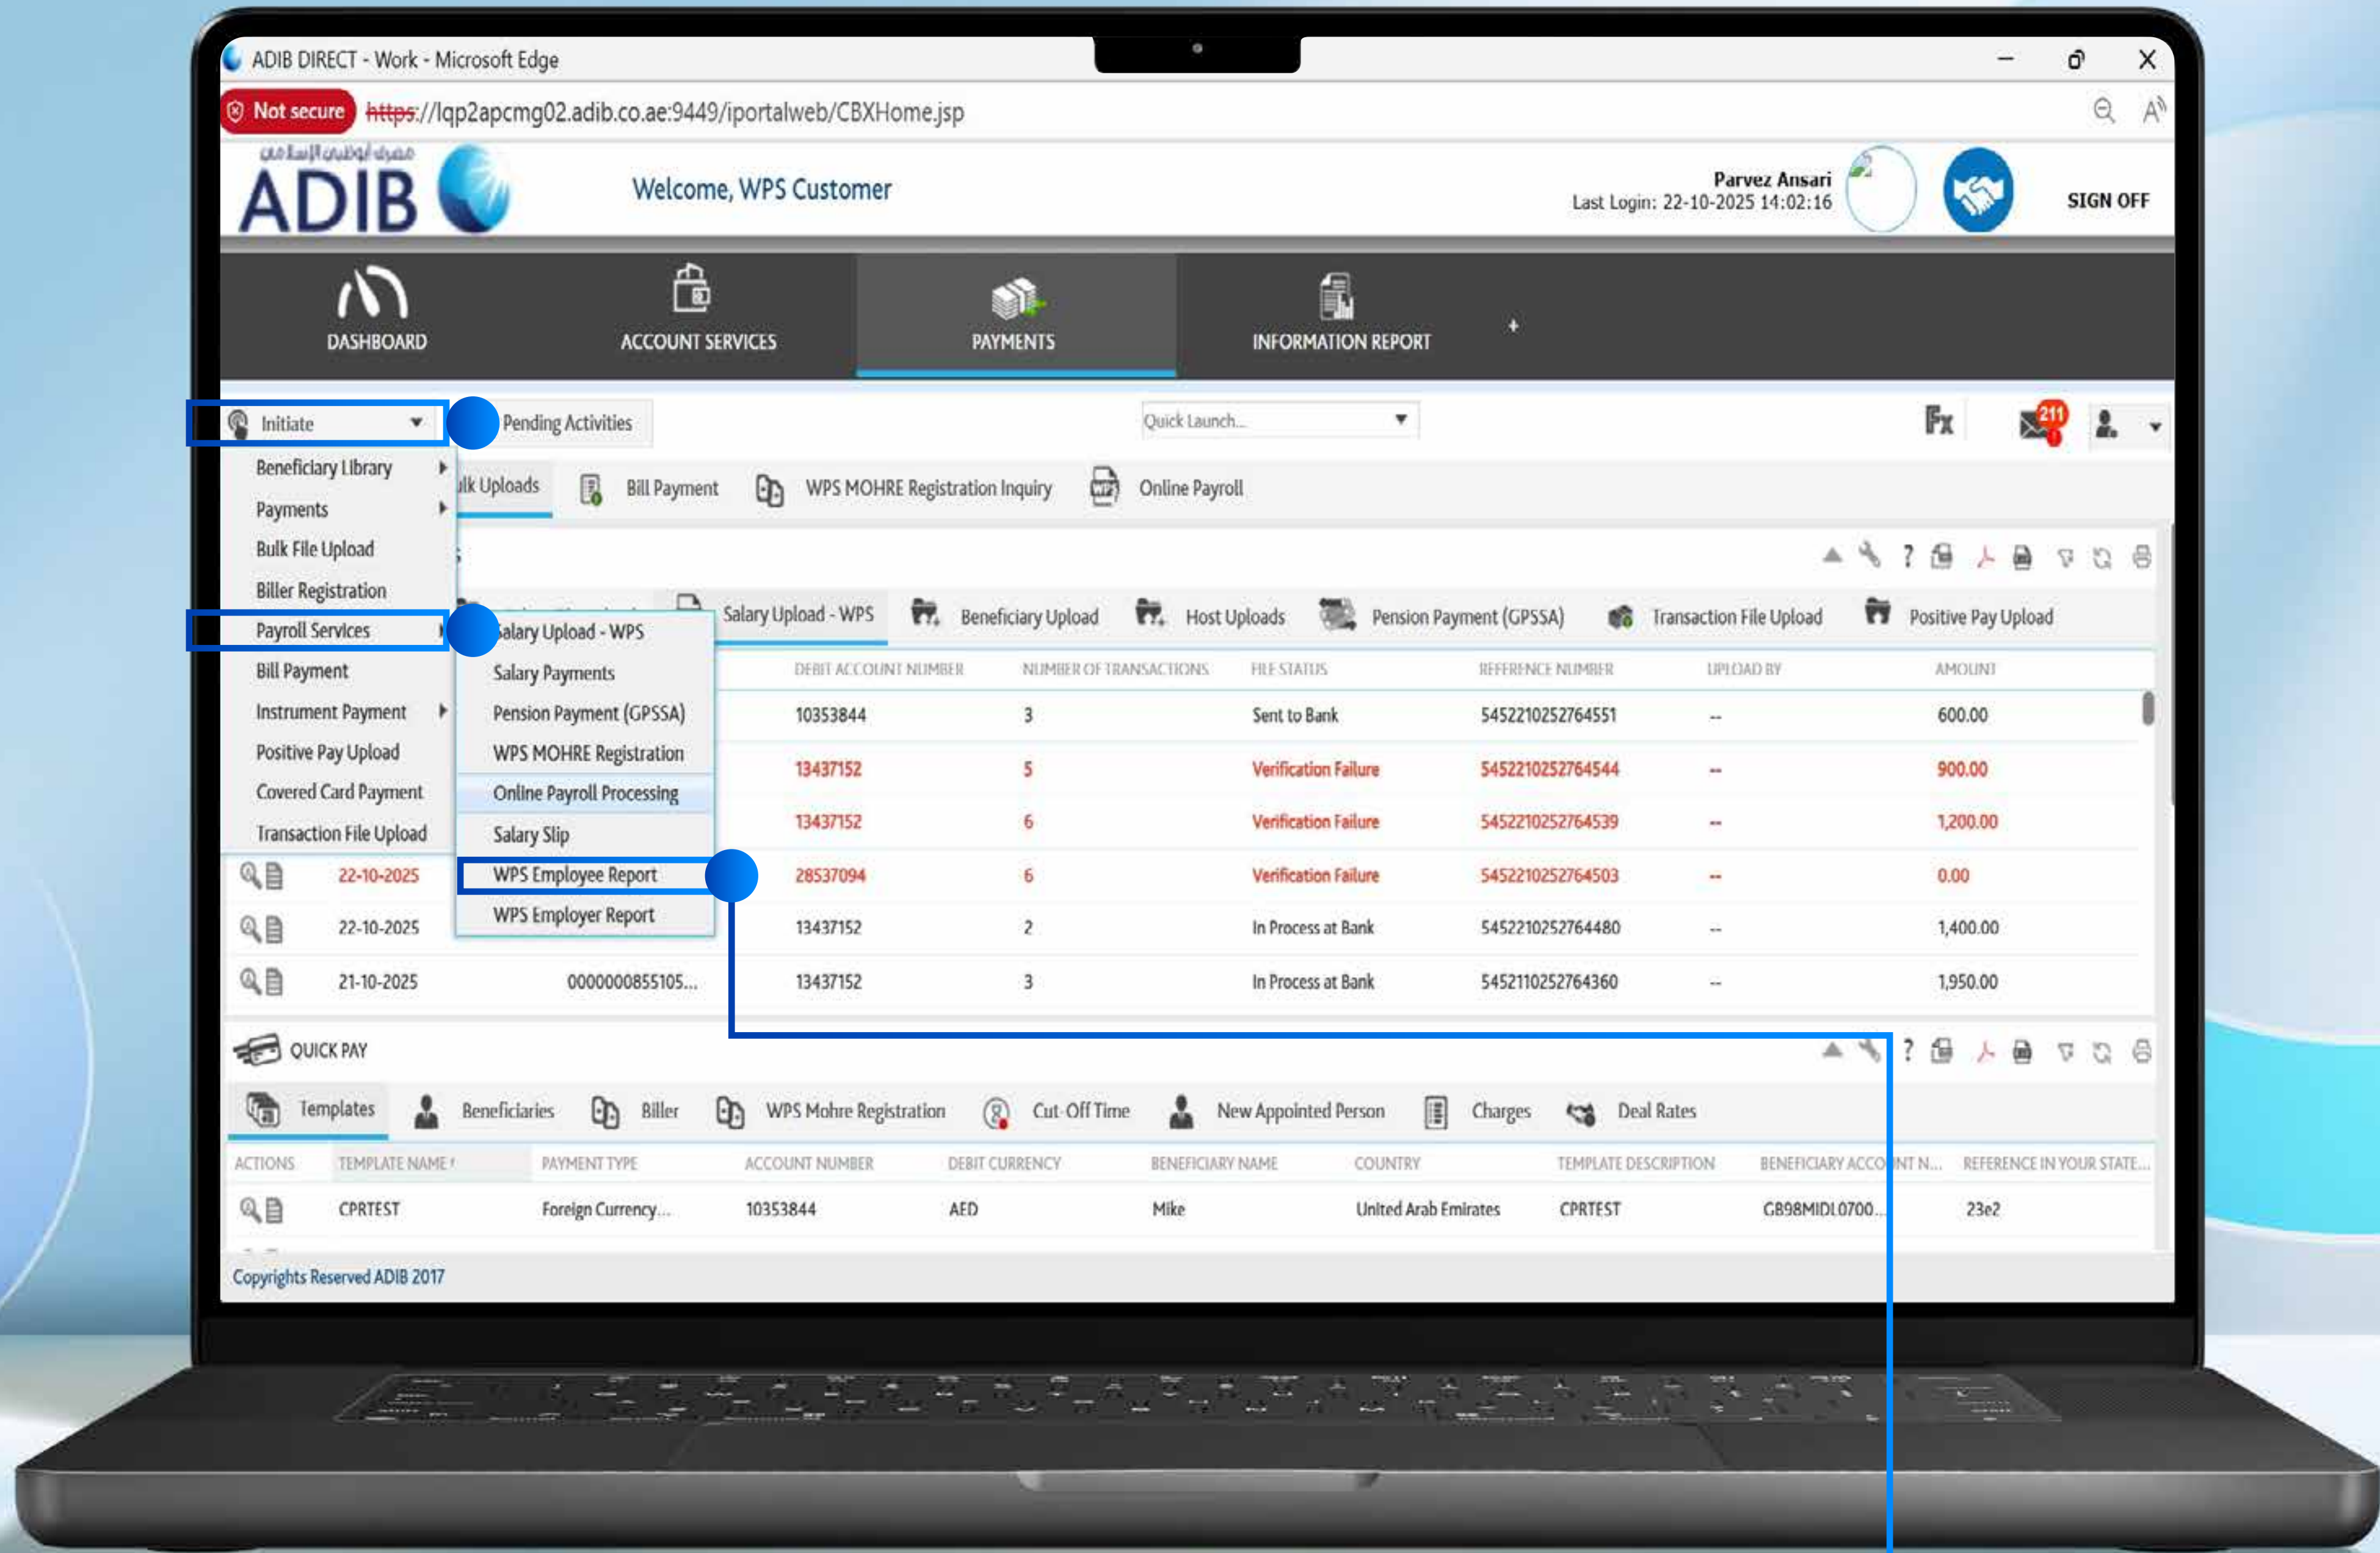 ADIB DIRECT - Work - Microsoft Edge
Not secure https://lqp2apcmg02.adib.co.ae:9449/iportalweb/CBXHome.jsp
ADIB
Welcome, WPS Customer
Parvez Ansari
Last Login: 22-10-2025 14:02:16
SIGN OFF
DASHBOARD ACCOUNT SERVICES PAYMENTS INFORMATION REPORT +
Initiate Pending Activities Quick Launch... Fx 211
Beneficiary Library
Payments
Bulk File Upload
Biller Registration
Payroll Services
Bill Payment
Instrument Payment
Positive Pay Upload
Covered Card Payment
Transaction File Upload
ulk Uploads Bill Payment WPS MOHRE Registration Inquiry Online Payroll
Salary Upload - WPS Beneficiary Upload Host Uploads Pension Payment (GPSSA) Transaction File Upload Positive Pay Upload
Salary Upload - WPS
Salary Payments
Pension Payment (GPSSA)
WPS MOHRE Registration
Online Payroll Processing
Salary Slip
WPS Employee Report
WPS Employer Report
DEBIT ACCOUNT NUMBER NUMBER OF TRANSACTIONS FILE STATUS REFERENCE NUMBER UPLOAD BY AMOUNT
10353844 3 Sent to Bank 5452210252764551 -- 600.00
13437152 5 Verification Failure 5452210252764544 -- 900.00
13437152 6 Verification Failure 5452210252764539 -- 1,200.00
22-10-2025 28537094 6 Verification Failure 5452210252764503 -- 0.00
22-10-2025 13437152 2 In Process at Bank 5452210252764480 -- 1,400.00
21-10-2025 0000000855105... 13437152 3 In Process at Bank 5452110252764360 -- 1,950.00
QUICK PAY
Templates Beneficiaries Biller WPS Mohre Registration Cut-Off Time New Appointed Person Charges Deal Rates
ACTIONS TEMPLATE NAME PAYMENT TYPE ACCOUNT NUMBER DEBIT CURRENCY BENEFICIARY NAME COUNTRY TEMPLATE DESCRIPTION BENEFICIARY ACCOUNT N... REFERENCE IN YOUR STATE...
CPRTEST Foreign Currency... 10353844 AED Mike United Arab Emirates CPRTEST GB98MIDL0700... 23e2
Copyrights Reserved ADIB 2017